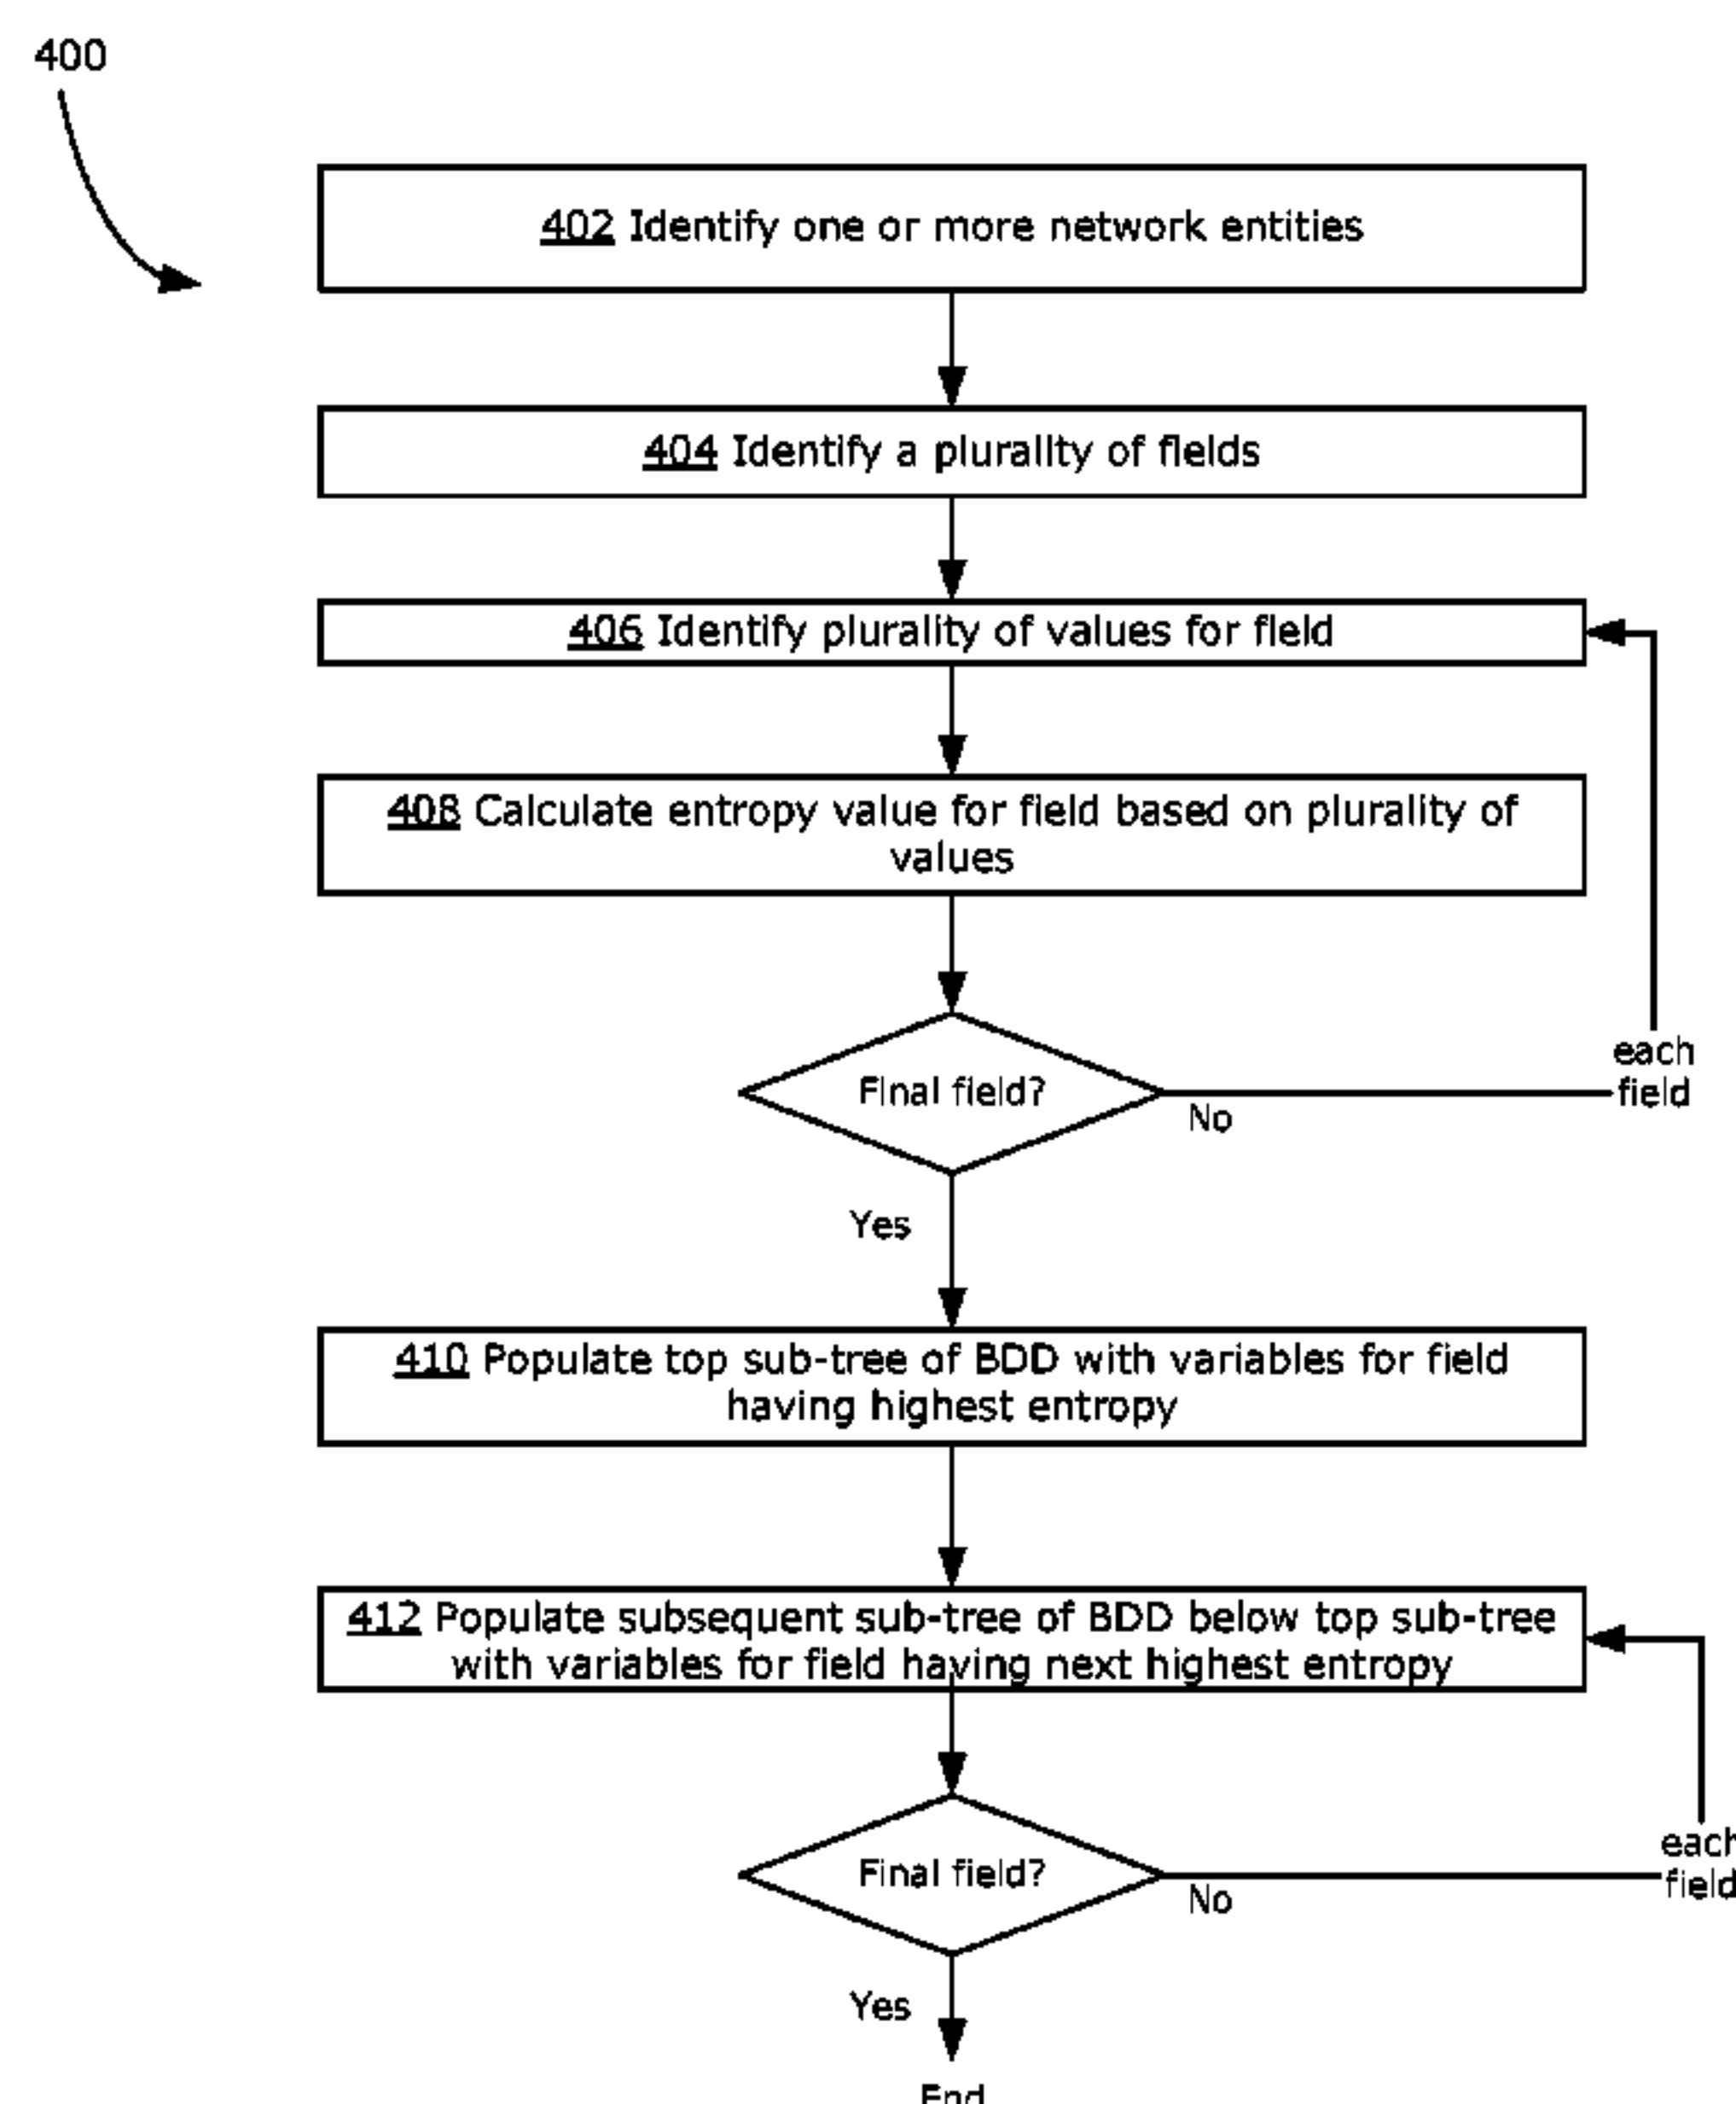 400
402 Identify one or more network entities
404 Identify a plurality of fields
406 Identify plurality of values for field
408 Calculate entropy value for field based on plurality of
values
Final field?
No
each
field
Yes
410 Populate top sub-tree of BDD with variables for field
having highest entropy
412 Populate subsequent sub-tree of BDD below top sub-tree
with variables for field having next highest entropy
Final field?
No
each
field
Yes
End